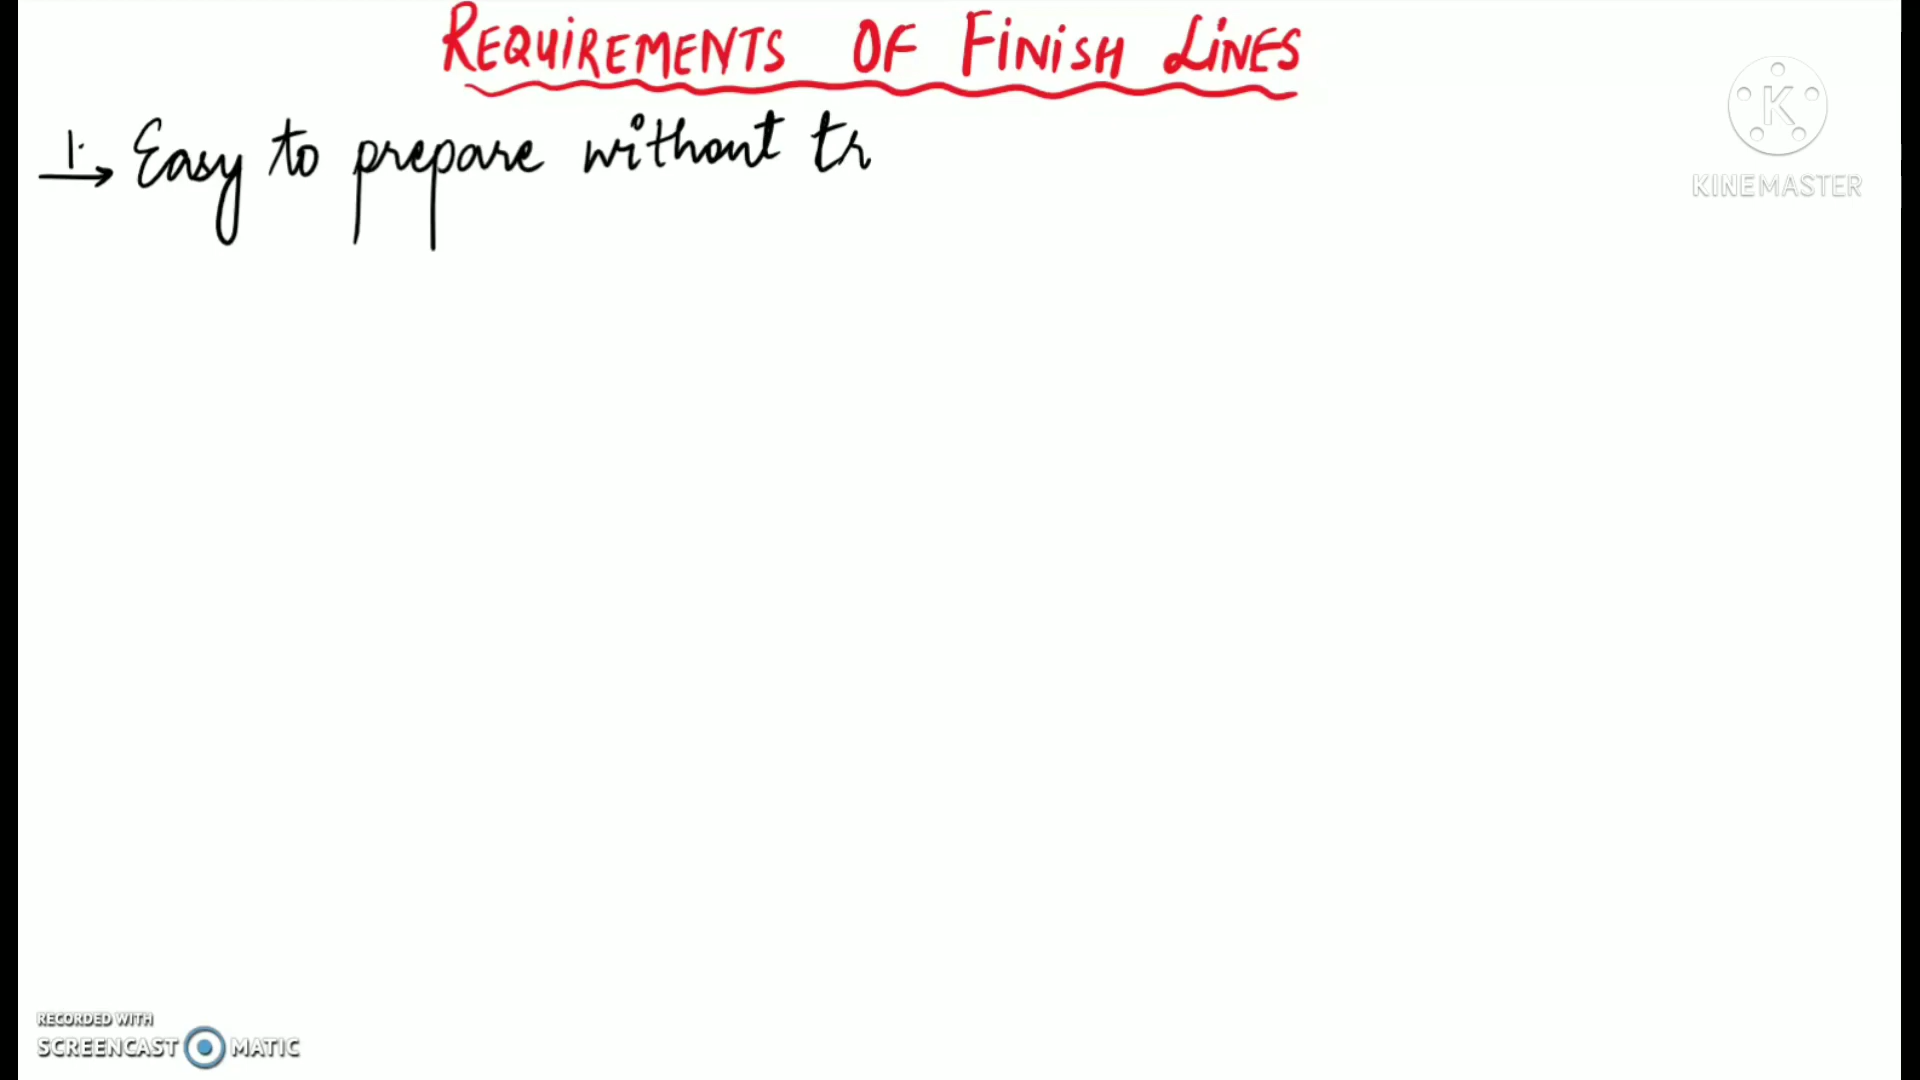 REQUIREMENTS OF FINISH LINES
1. Easy to prepare without tr
K
KINEMASTER
RECORDED WITH
SCREENCAST MATIC